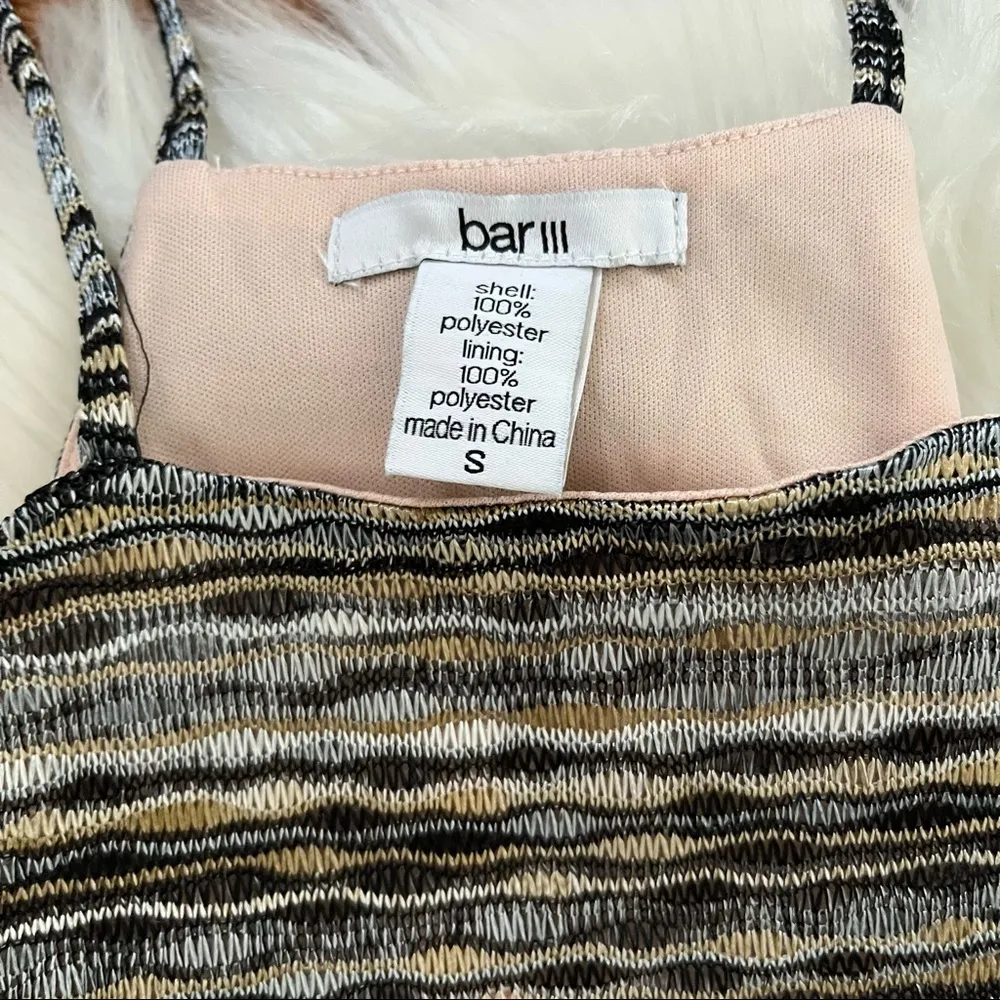 bar III
shell:
100%
polyester
lining:
100%
polyester
made in China
S